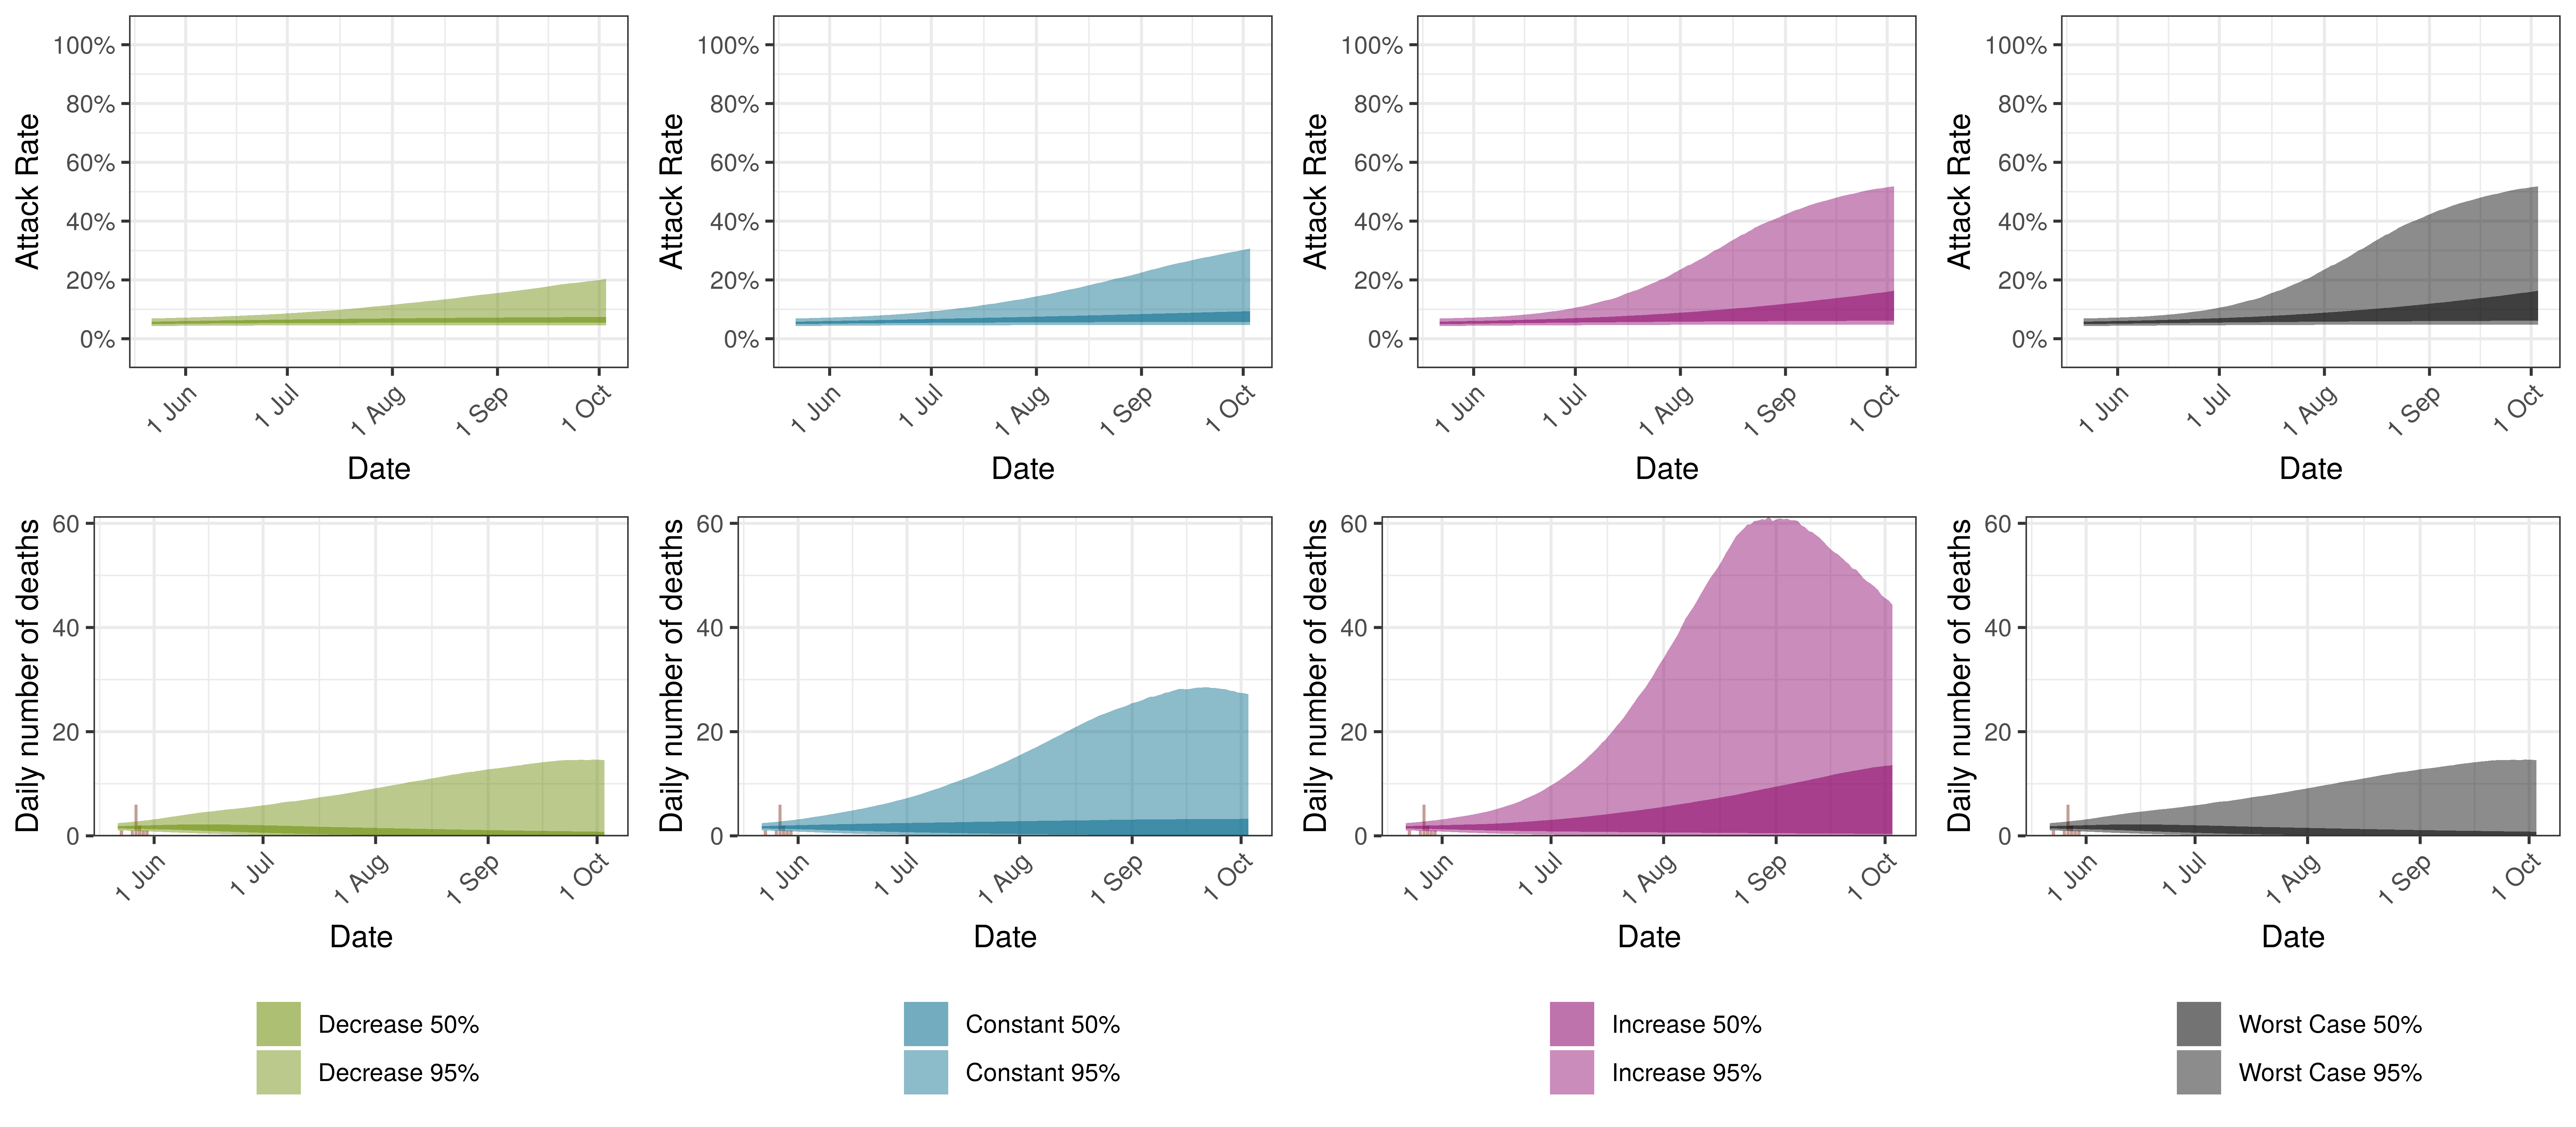 Attack Rate
100%
80%
60%
40%
20%
0%
1 Jun
1 Jul
1 Aug
1 Sep
1 Oct
Date
Attack Rate
100%
80%
60%
40%
20%
0%
1 Jun
1 Jul
1 Aug
1 Sep
1 Oct
Date
Attack Rate
100%
80%
60%
40%
20%
0%
1 Jun
1 Jul
1 Aug
1 Sep
1 Oct
Date
Attack Rate
100%
80%
60%
40%
20%
0%
1 Jun
1 Jul
1 Aug
1 Sep
1 Oct
Date
Daily number of deaths
60
40
20
0
1 Jun
1 Jul
1 Aug
1 Sep
1 Oct
Date
Daily number of deaths
60
40
20
0
1 Jun
1 Jul
1 Aug
1 Sep
1 Oct
Date
Daily number of deaths
60
40
20
0
1 Jun
1 Jul
1 Aug
1 Sep
1 Oct
Date
Daily number of deaths
60
40
20
0
1 Jun
1 Jul
1 Aug
1 Sep
1 Oct
Date
Decrease 50%
Decrease 95%
Constant 50%
Constant 95%
Increase 50%
Increase 95%
Worst Case 50%
Worst Case 95%